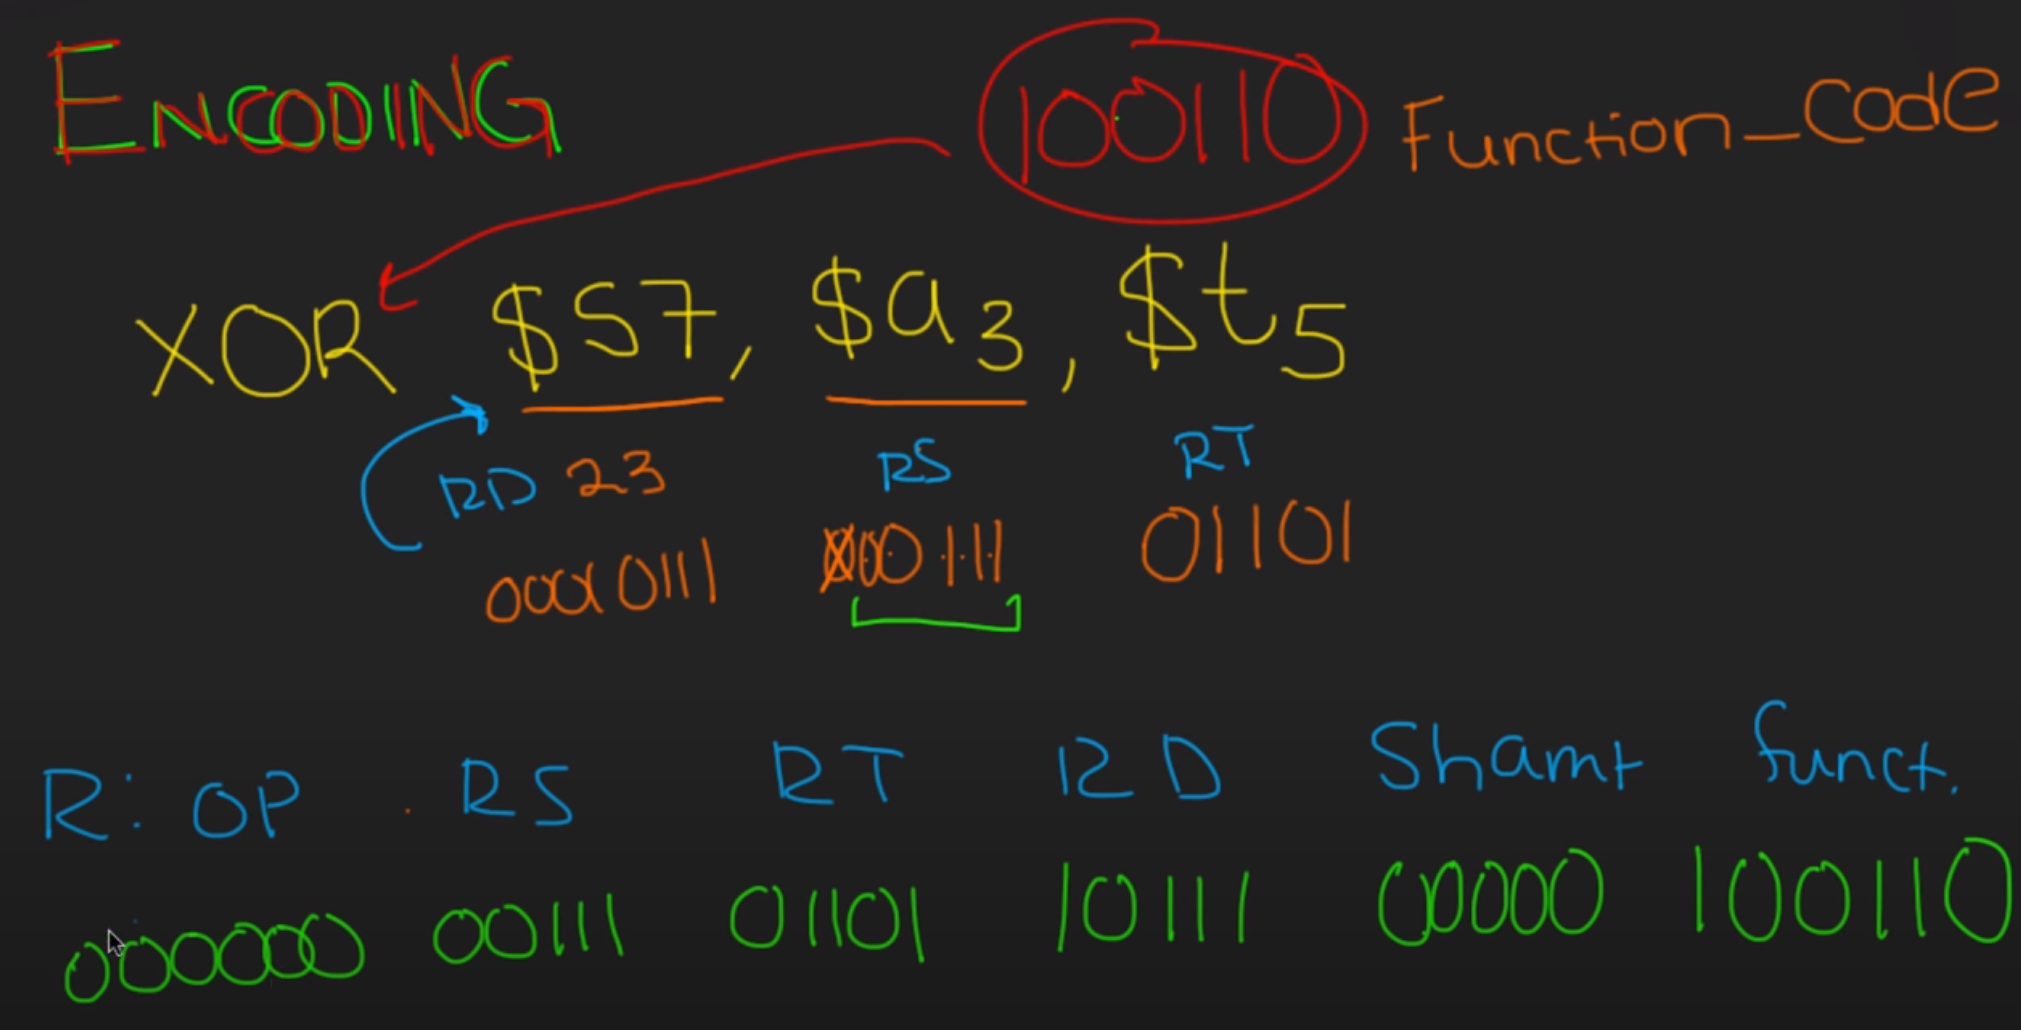 ENCODING 100110 Function_Code
XOR $S7, $a3, $t5
RD 23 RS RT
00111 01101
R: OP RS RT RD Shamt funct.
000000 00111 01101 10111 00000 100110